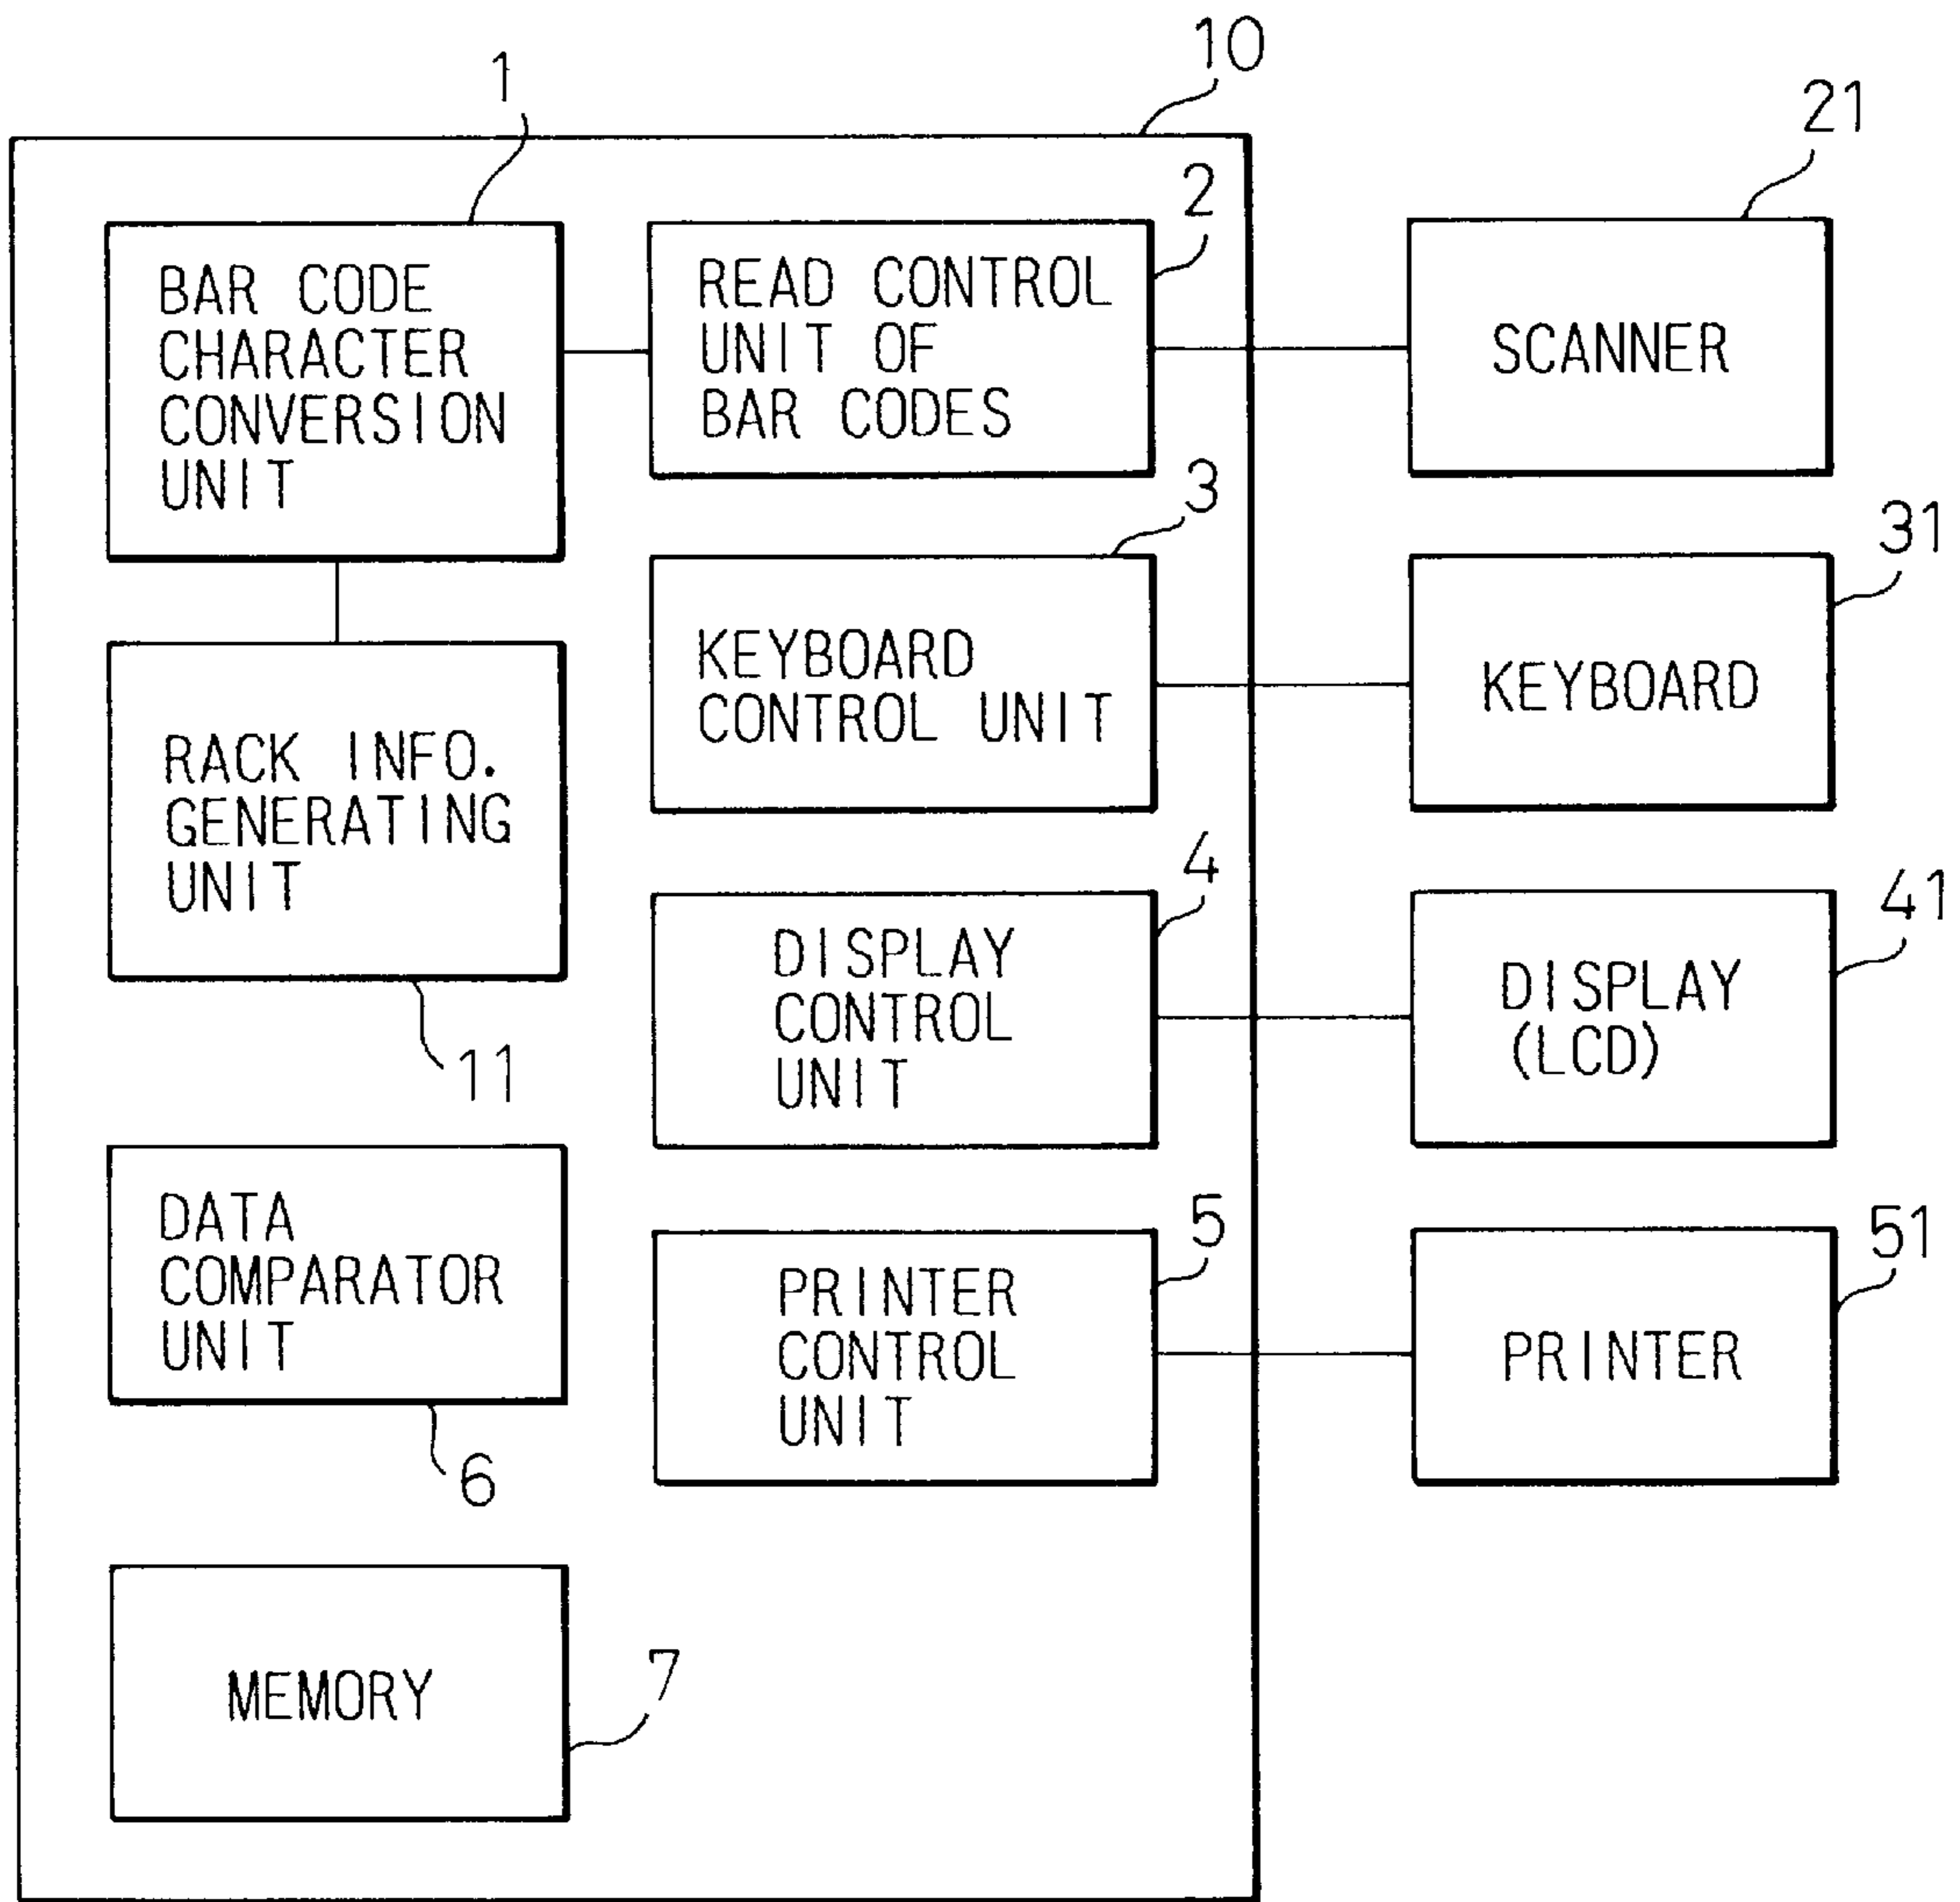 10
1
21
2
BAR CODE
CHARACTER
CONVERSION
UNIT
READ CONTROL
UNIT OF
BAR CODES
SCANNER
3
31
KEYBOARD
CONTROL UNIT
KEYBOARD
RACK INFO.
GENERATING
UNIT
11
4
41
DISPLAY
CONTROL
UNIT
DISPLAY
(LCD)
DATA
COMPARATOR
UNIT
6
5
51
PRINTER
CONTROL
UNIT
PRINTER
MEMORY
7